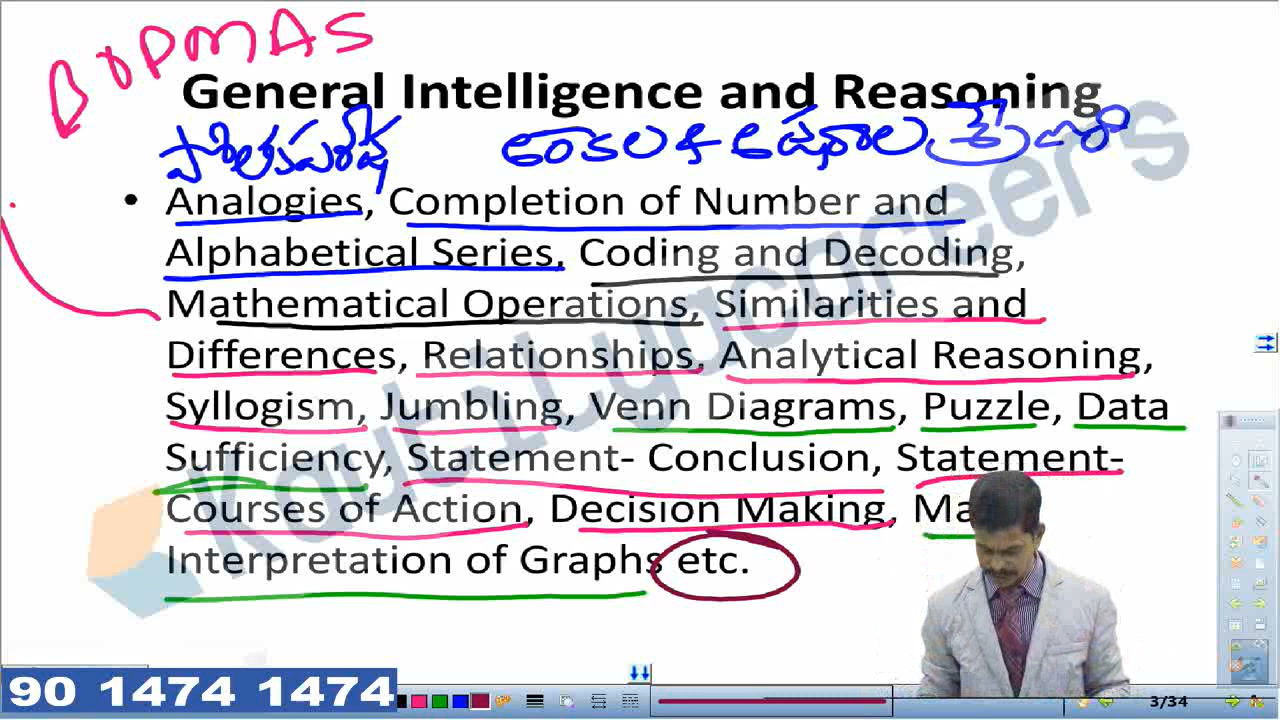 BODMAS
General Intelligence and Reasoning
• Analogies, Completion of Number and
Alphabetical Series, Coding and Decoding,
Mathematical Operations, Similarities and
Differences, Relationships, Analytical Reasoning,
Syllogism, Jumbling, Venn Diagrams, Puzzle, Data
Sufficiency, Statement- Conclusion, Statement-
Courses of Action, Decision Making,
Interpretation of Graphs etc.
Kautilyacareers
90 1474 1474
3/34